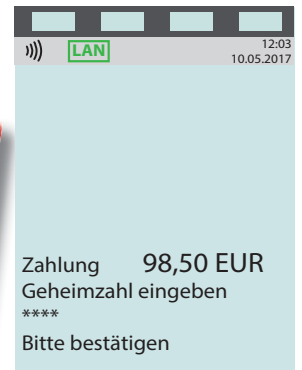 LAN
12:03
10.05.2017
Zahlung 98,50 EUR
Geheimzahl eingeben
****
Bitte bestätigen